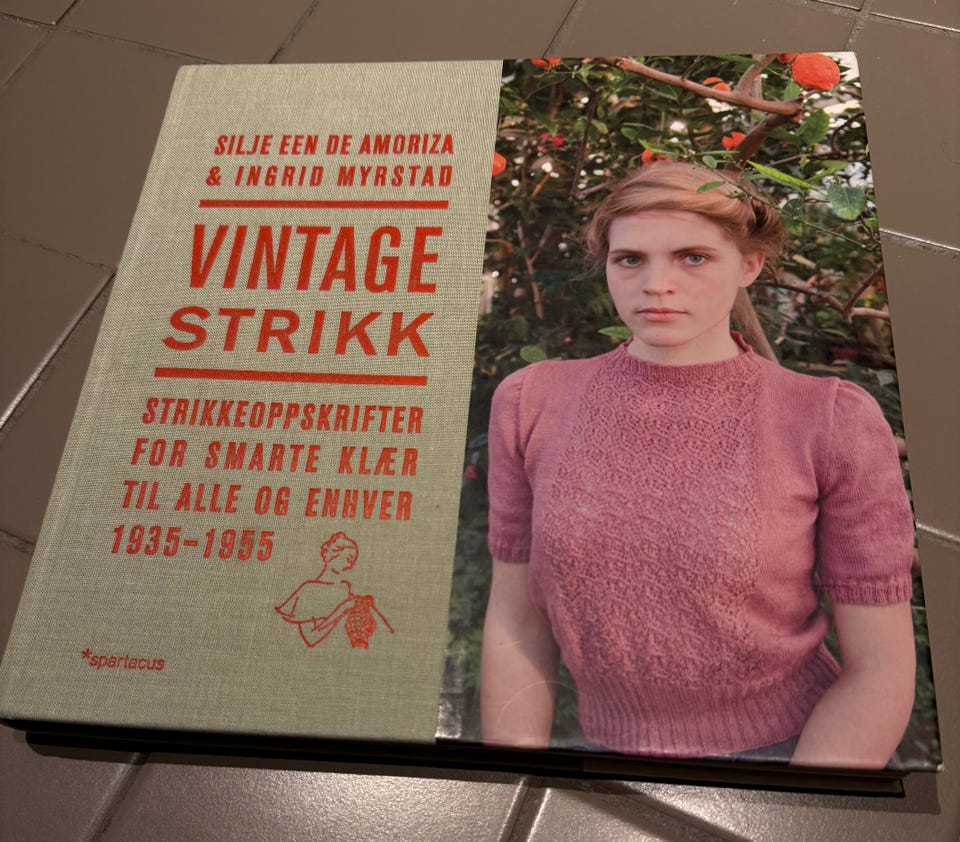 SILJE EEN DE AMORIZA
& INGRID MYRSTAD
VINTAGE
STRIKK
STRIKKEOPPSKRIFTER
FOR SMARTE KLÆR
TIL ALLE OG ENHVER
1935-1955
*spartacus